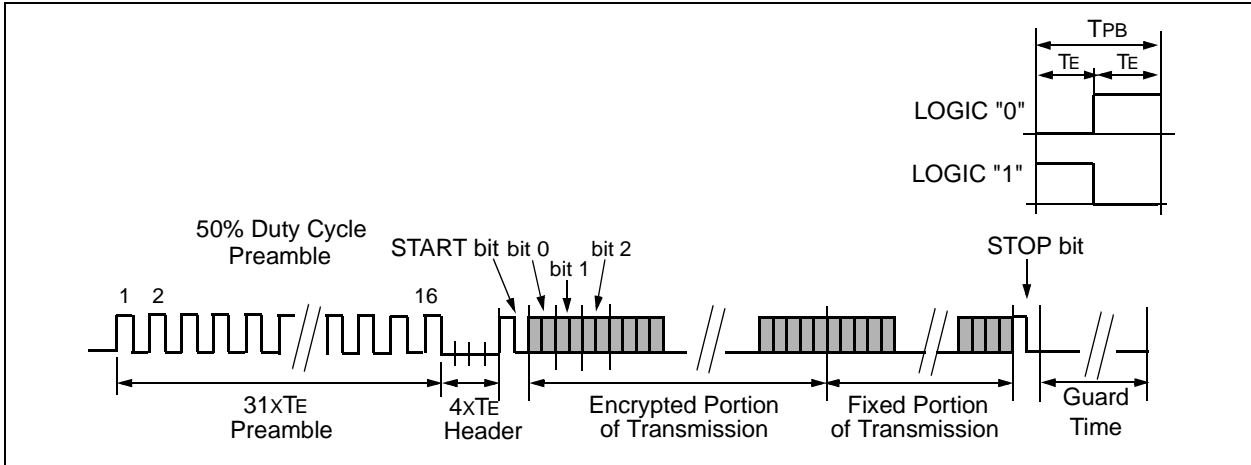 TPB
TE TE
LOGIC "0"
LOGIC "1"
50% Duty Cycle
Preamble
START bit bit 0 bit 1 bit 2
STOP bit
1 2 16
31XTE
Preamble
4XTE
Header
Encrypted Portion
of Transmission
Fixed Portion
of Transmission
Guard
Time